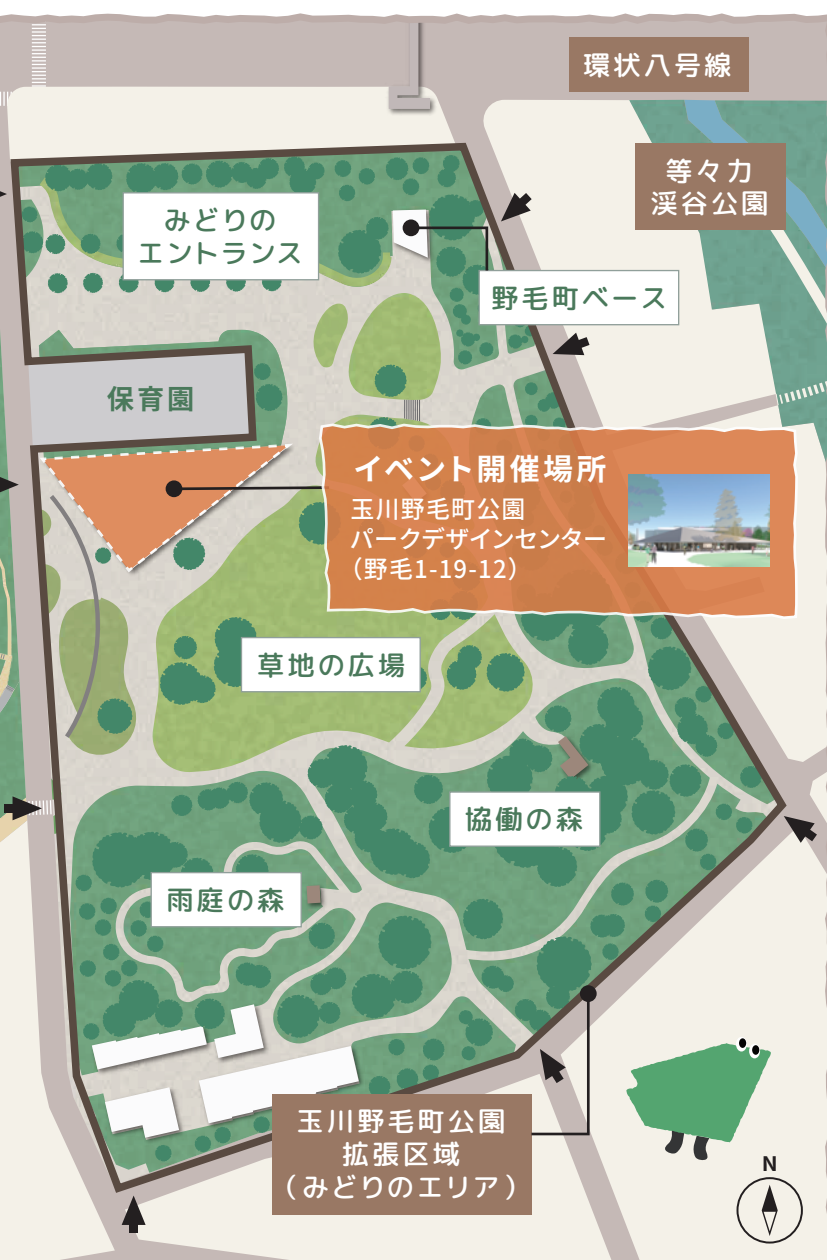 環状八号線
等々力
渓谷公園
みどりの
エントランス
野毛町ベース
保育園
イベント開催場所
玉川野毛町公園
パークデザインセンター
（野毛1-19-12）
草地の広場
協働の森
雨庭の森
玉川野毛町公園
拡張区域
（みどりのエリア）
N